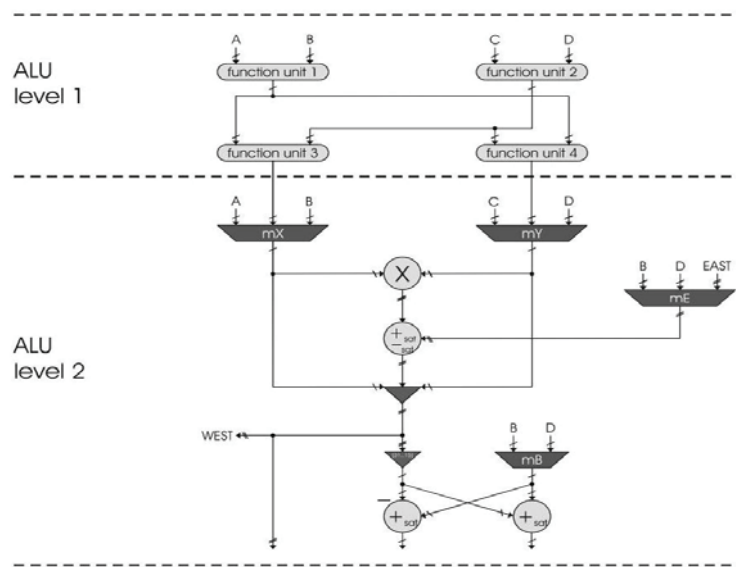 A B C D
ALU
level 1
function unit 1 function unit 2
function unit 3 function unit 4
A B C D
mX mY
B D EAST
mE
X
+ sat
− sat
ALU
level 2
WEST
B D
mB
−
+ sat + sat